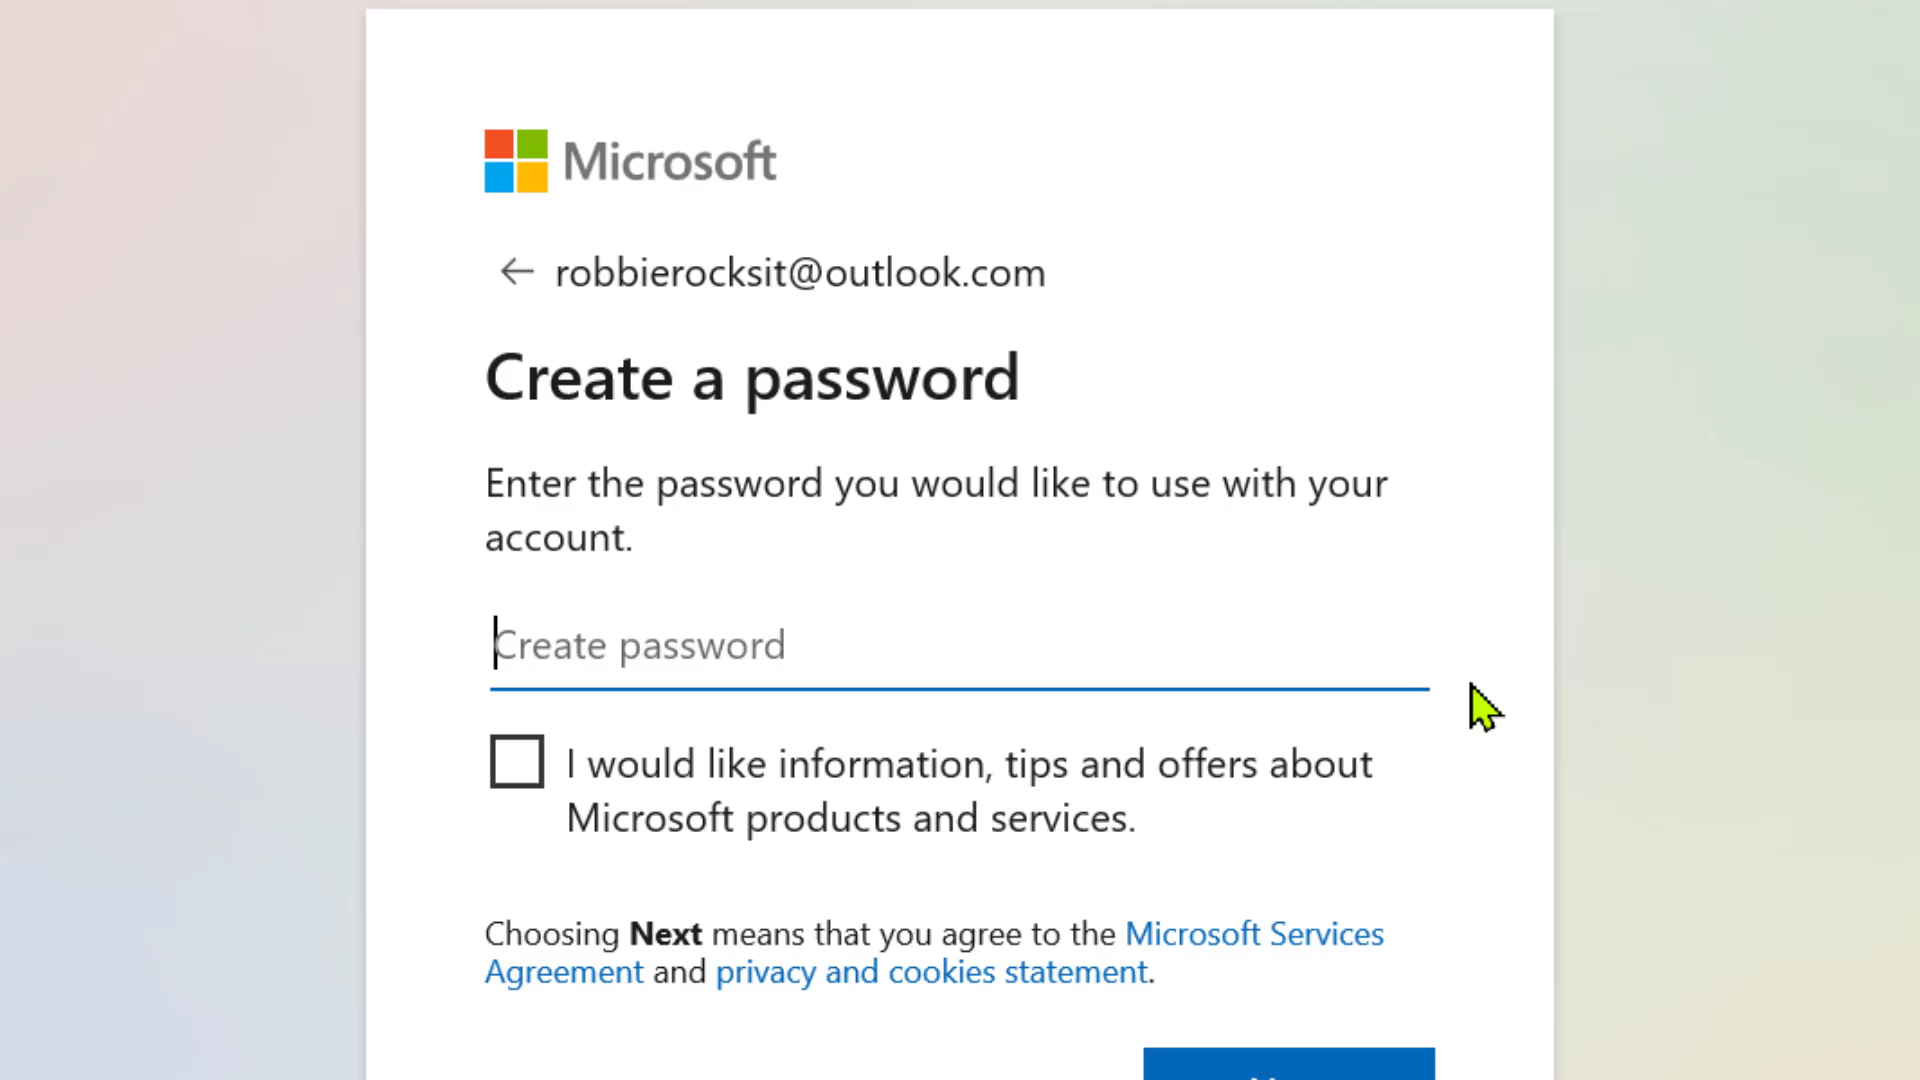 Microsoft
robbierocksit@outlook.com
Create a password
Enter the password you would like to use with your
account.
Create password
I would like information, tips and offers about
Microsoft products and services.
Choosing Next means that you agree to the Microsoft Services
Agreement and privacy and cookies statement.